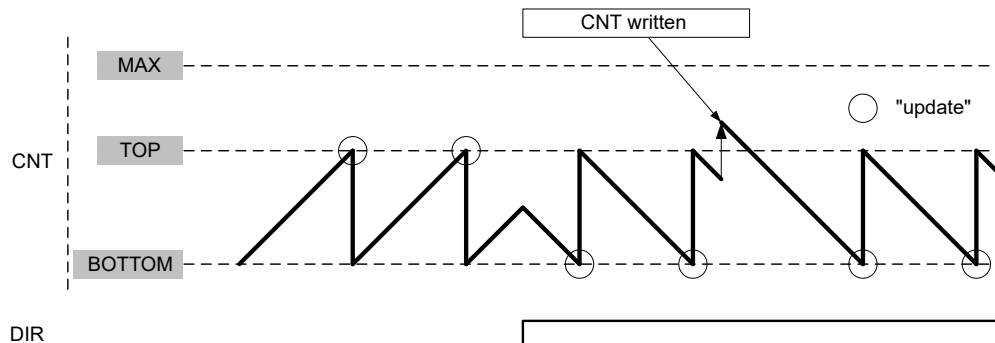 CNT written
MAX
"update"
CNT
TOP
BOTTOM
DIR